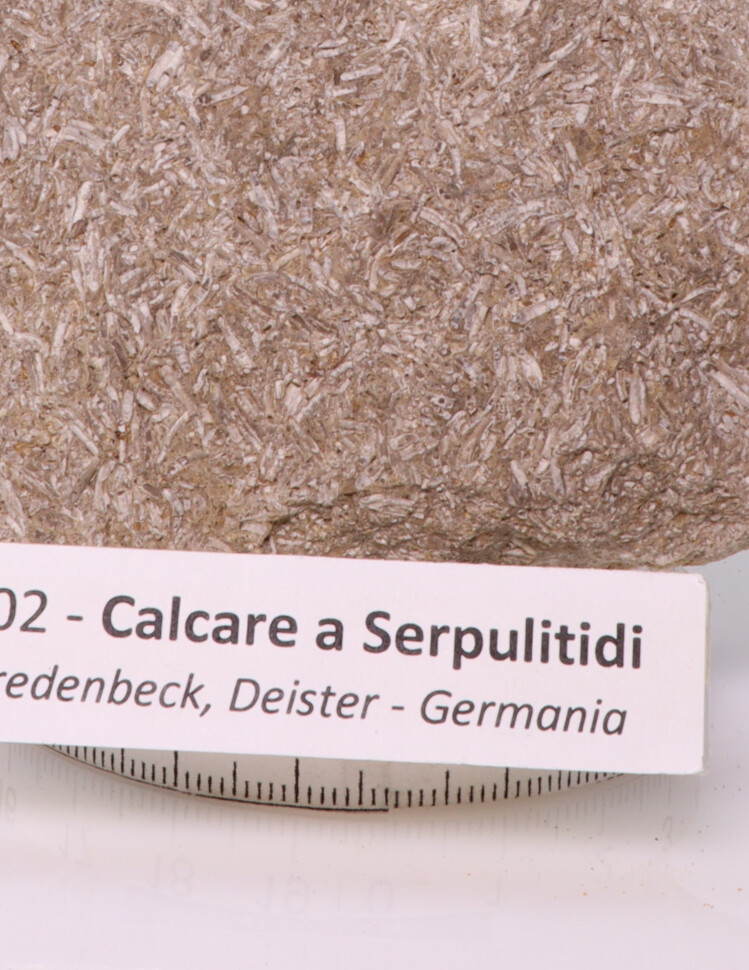 02 - Calcare a Serpulitidi
redenbeck, Deister - Germania